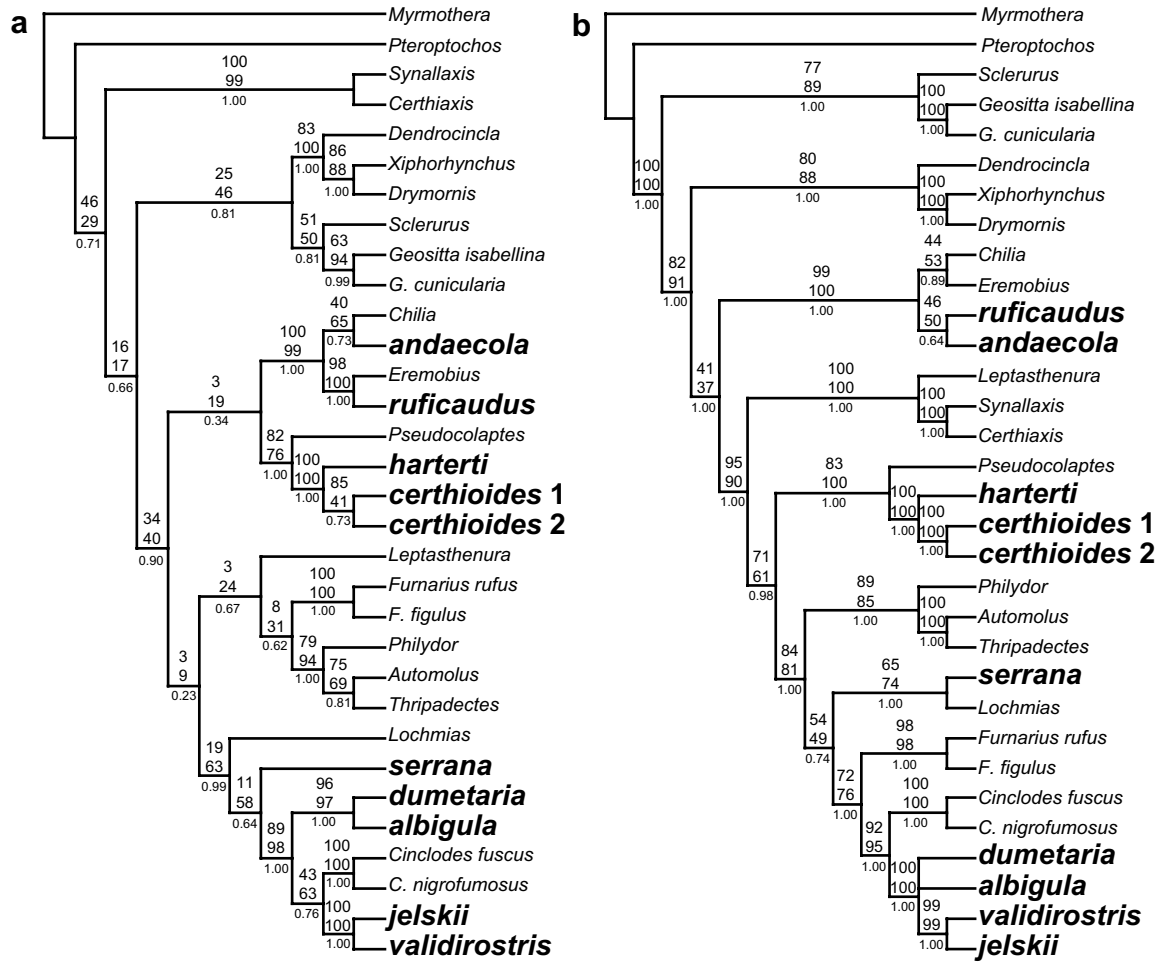 a
Myrmothera
Pteroptochos
100
99
1.00
Synallaxis
Certhiaxis
46
29
0.71
83
100
1.00
Dendrocincla
86
88
1.00
Xiphorhynchus
Drymornis
25
46
0.81
51
50
0.81
Sclerurus
63
94
0.99
Geositta isabellina
G. cunicularia
16
17
0.66
40
65
0.73
Chilia
andaecola
100
99
1.00
98
100
1.00
Eremobius
ruficaudus
3
19
0.34
82
76
1.00
Pseudocolaptes
100
100
1.00
harterti
85
41
0.73
certhioides 1
certhioides 2
34
40
0.90
3
24
0.67
Leptasthenura
8
31
0.62
100
100
1.00
Furnarius rufus
F. figulus
79
94
1.00
Philydor
75
69
0.81
Automolus
Thripadectes
3
9
0.23
19
63
0.99
Lochmias
11
58
0.64
serrana
96
97
1.00
dumetaria
albigula
89
98
1.00
100
100
1.00
Cinclodes fuscus
C. nigrofumosus
43
63
0.76
100
100
1.00
jelskii
validirostris
b
Myrmothera
Pteroptochos
77
89
1.00
Sclerurus
100
100
1.00
Geositta isabellina
G. cunicularia
100
100
1.00
80
88
1.00
Dendrocincla
100
100
1.00
Xiphorhynchus
Drymornis
82
91
1.00
44
53
0.89
Chilia
Eremobius
99
100
1.00
46
50
0.64
ruficaudus
andaecola
41
37
1.00
100
100
1.00
Leptasthenura
100
100
1.00
Synallaxis
Certhiaxis
95
90
1.00
83
100
1.00
Pseudocolaptes
100
100
1.00
harterti
100
100
1.00
certhioides 1
certhioides 2
71
61
0.98
89
85
1.00
Philydor
100
100
1.00
Automolus
Thripadectes
84
81
1.00
65
74
1.00
serrana
Lochmias
54
49
0.74
98
98
1.00
Furnarius rufus
F. figulus
72
76
1.00
100
100
1.00
Cinclodes fuscus
C. nigrofumosus
92
95
1.00
100
100
1.00
dumetaria
albigula
99
99
1.00
validirostris
jelskii